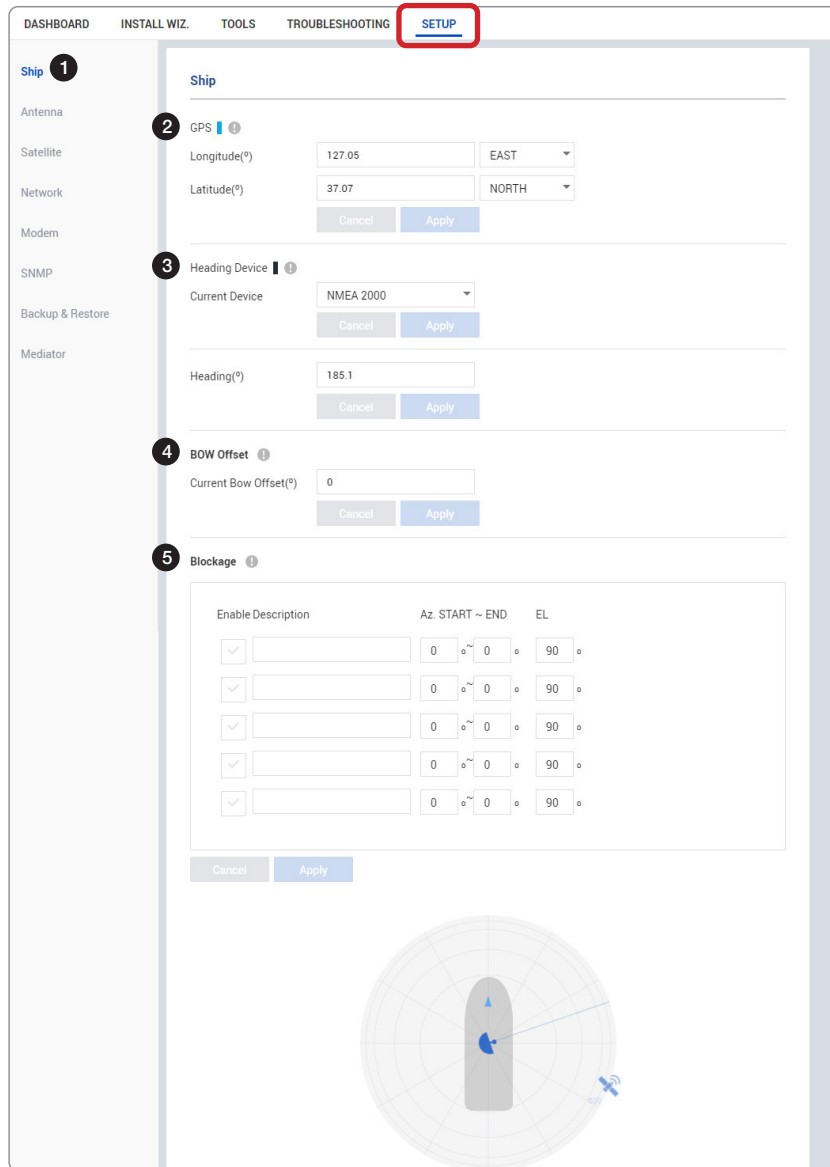 DASHBOARD INSTALL WIZ. TOOLS TROUBLESHOOTING SETUP
Ship 1
Antenna
Satellite
Network
Modem
SNMP
Backup & Restore
Mediator
Ship
2 GPS
Longitude(º) 127.05 EAST
Latitude(º) 37.07 NORTH
Cancel Apply
3 Heading Device
Current Device NMEA 2000
Cancel Apply
Heading(º) 185.1
Cancel Apply
4 BOW Offset
Current Bow Offset(º) 0
Cancel Apply
5 Blockage
Enable Description Az. START ~ END EL
0 º~ 0 º 90 º
0 º~ 0 º 90 º
0 º~ 0 º 90 º
0 º~ 0 º 90 º
0 º~ 0 º 90 º
Cancel Apply